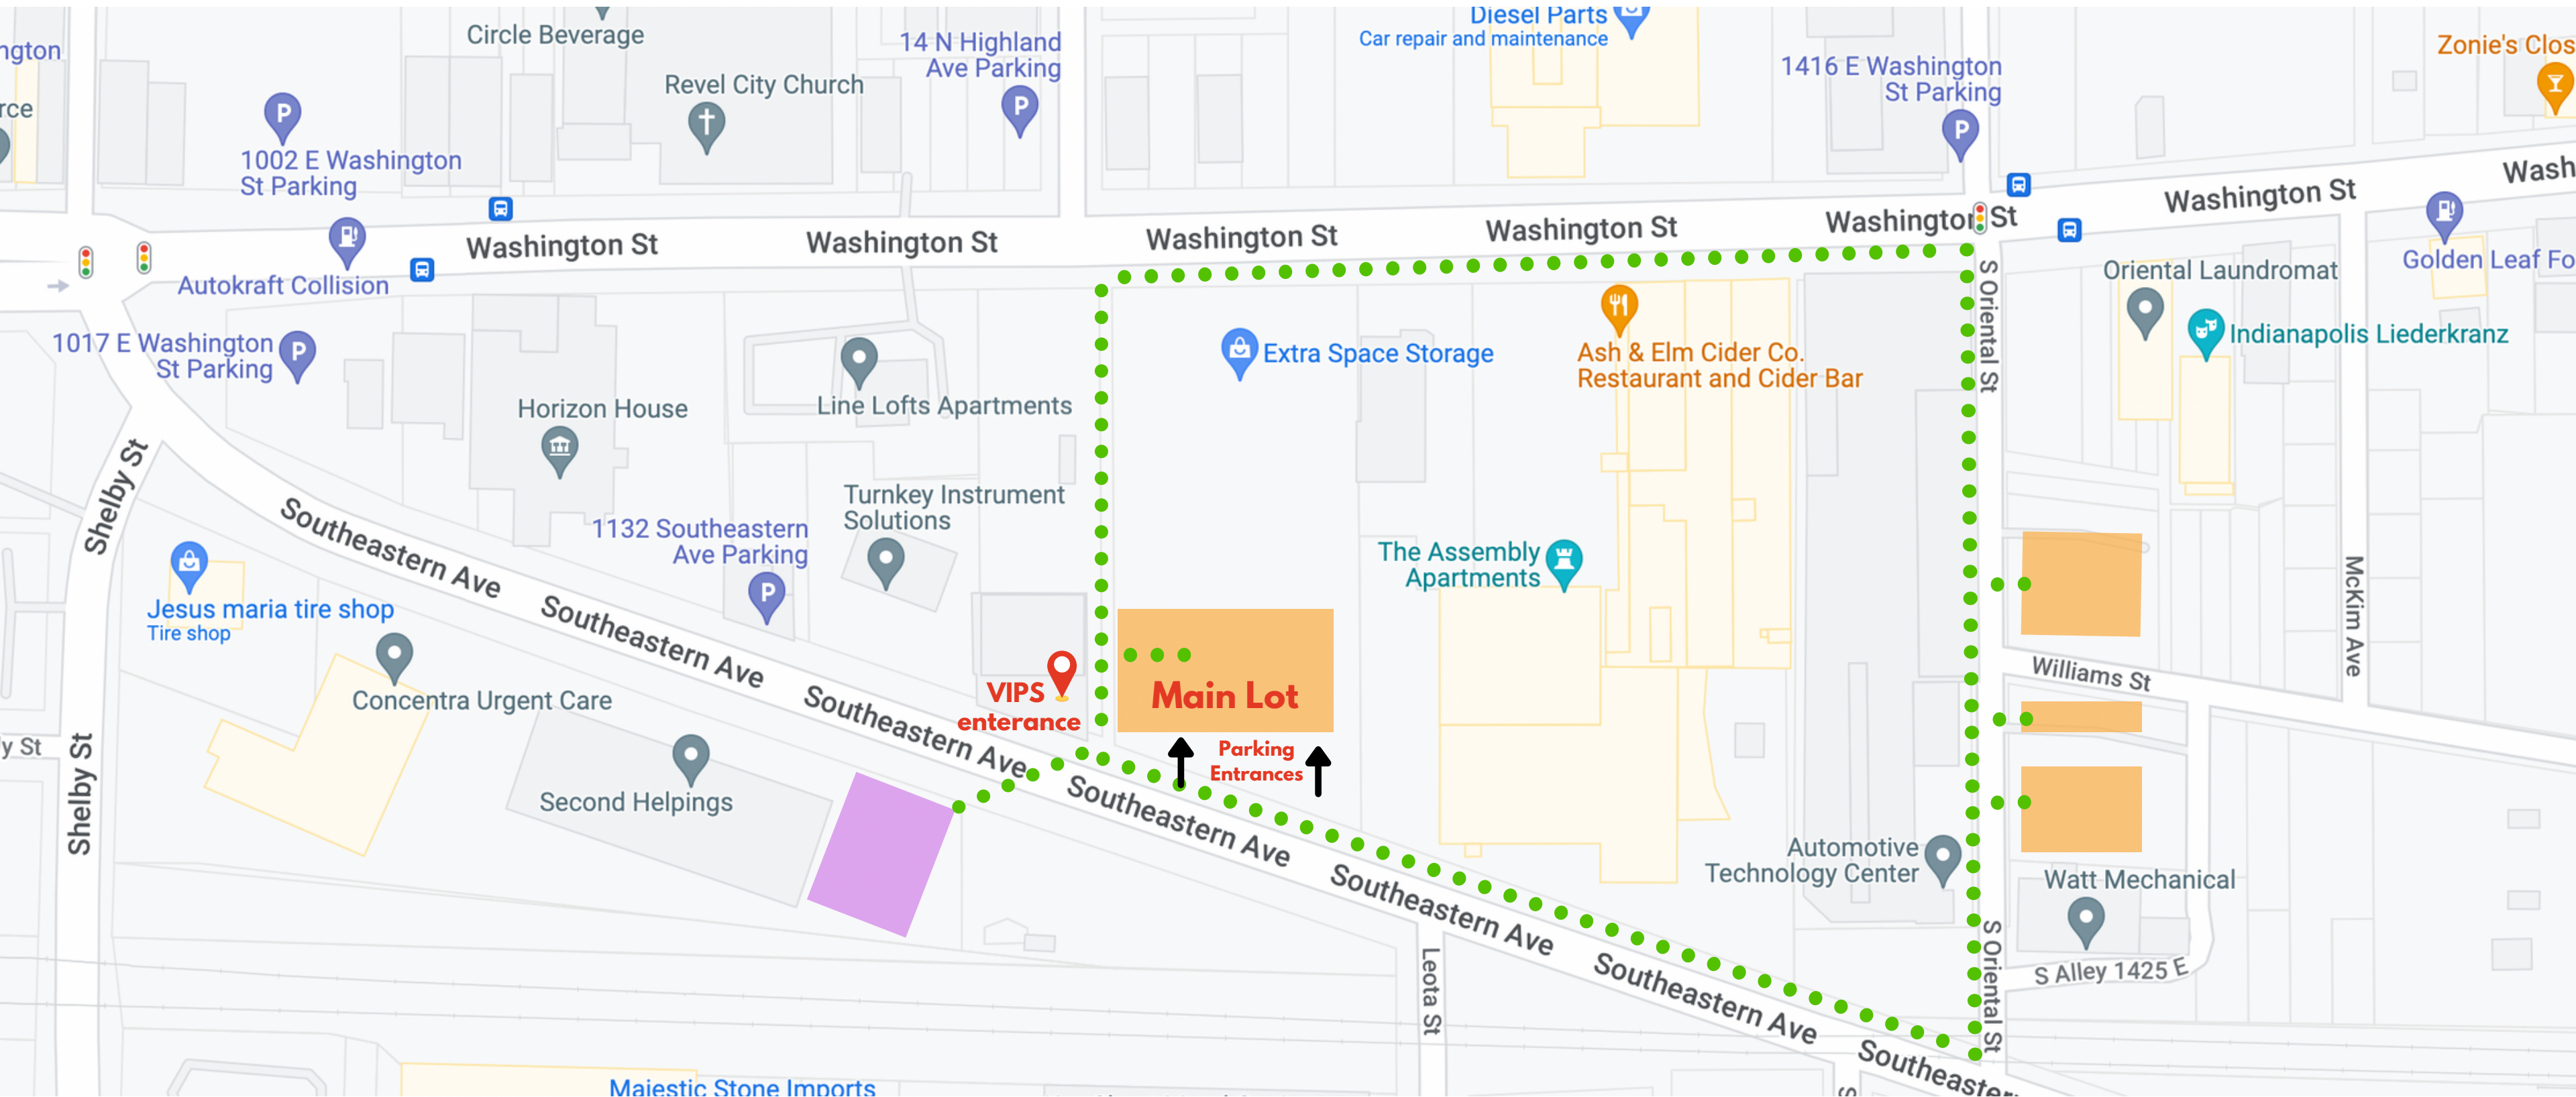 Circle Beverage
14 N Highland
Ave Parking
Diesel Parts
Car repair and maintenance
1416 E Washington
St Parking
Zonie's Clos
ngton
rce
Revel City Church
1002 E Washington
St Parking
Washington St
Washington St
Washington St
Washington St
Washington St
Washington St
Wash
Autokraft Collision
1017 E Washington
St Parking
Golden Leaf Fo
Oriental Laundromat
Indianapolis Liederkranz
S Oriental St
Extra Space Storage
Ash & Elm Cider Co.
Restaurant and Cider Bar
Line Lofts Apartments
Horizon House
Shelby St
Turnkey Instrument
Solutions
1132 Southeastern
Ave Parking
The Assembly
Apartments
McKim Ave
Southeastern Ave
Southeastern Ave
Southeastern Ave
Southeastern Ave
Southeastern Ave
Southeastern Ave
Southeaster
Jesus maria tire shop
Tire shop
Concentra Urgent Care
VIPS
enterance
Main Lot
Parking
Entrances
Williams St
y St
Shelby St
Second Helpings
Automotive
Technology Center
Watt Mechanical
S Alley 1425 E
S Oriental St
Leota St
S
Majestic Stone Imports